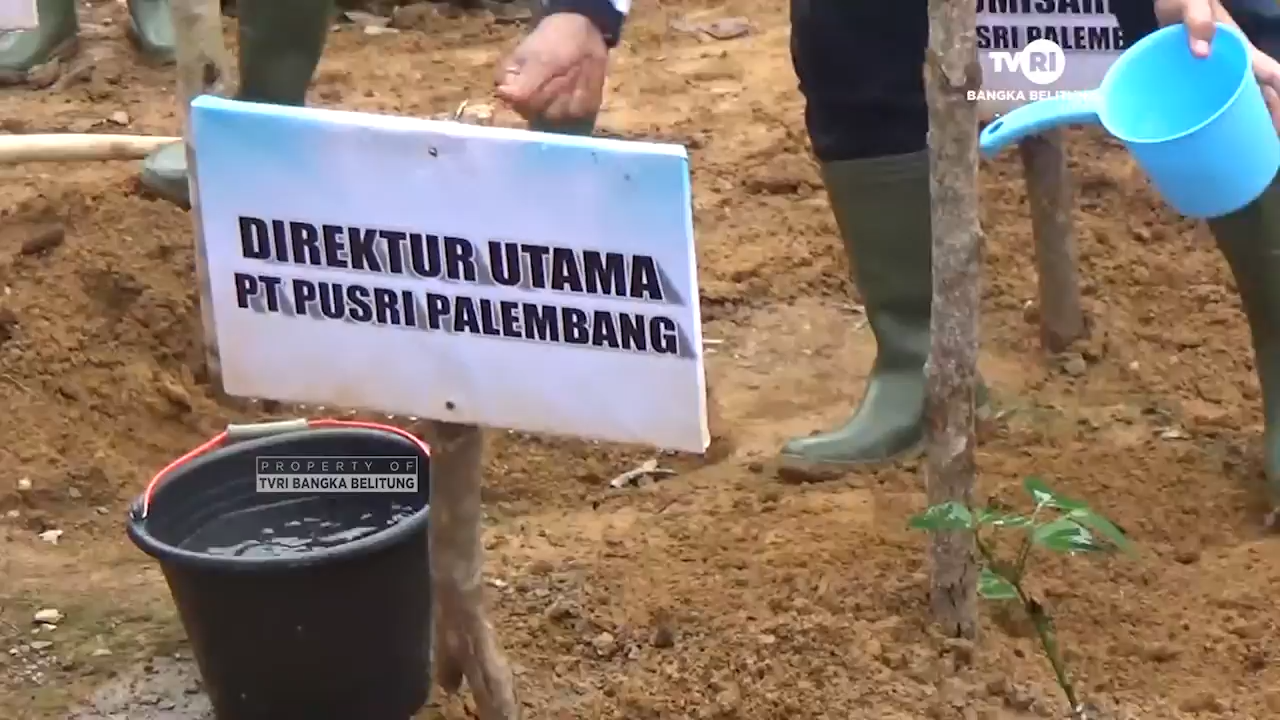 DIREKTUR UTAMA
PT PUSRI PALEMBANG
TVRI
BANGKA BELITUNG
PROPERTY OF
TVRI BANGKA BELITUNG